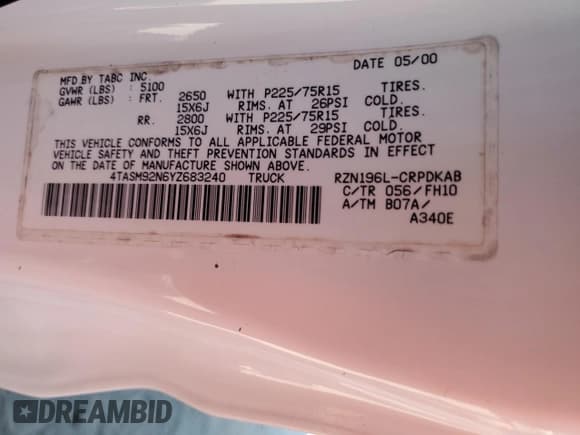 MFD BY TABC INC. DATE 05/00
GVWR (LBS) : 5100
GAWR (LBS) : FRT. 2650 WITH P225/75R15 TIRES.
15X6J RIMS. AT 26PSI COLD.
RR. 2800 WITH P225/75R15 TIRES.
15X6J RIMS. AT 29PSI COLD.
THIS VEHICLE CONFORMS TO ALL APPLICABLE FEDERAL MOTOR
VEHICLE SAFETY AND THEFT PREVENTION STANDARDS IN EFFECT
ON THE DATE OF MANUFACTURE SHOWN ABOVE.
4TASM92N6YZ683240 TRUCK RZN196L-CRPDKAB
C/TR 056/FH10
A/TM B07A/
A340E
DREAMBID